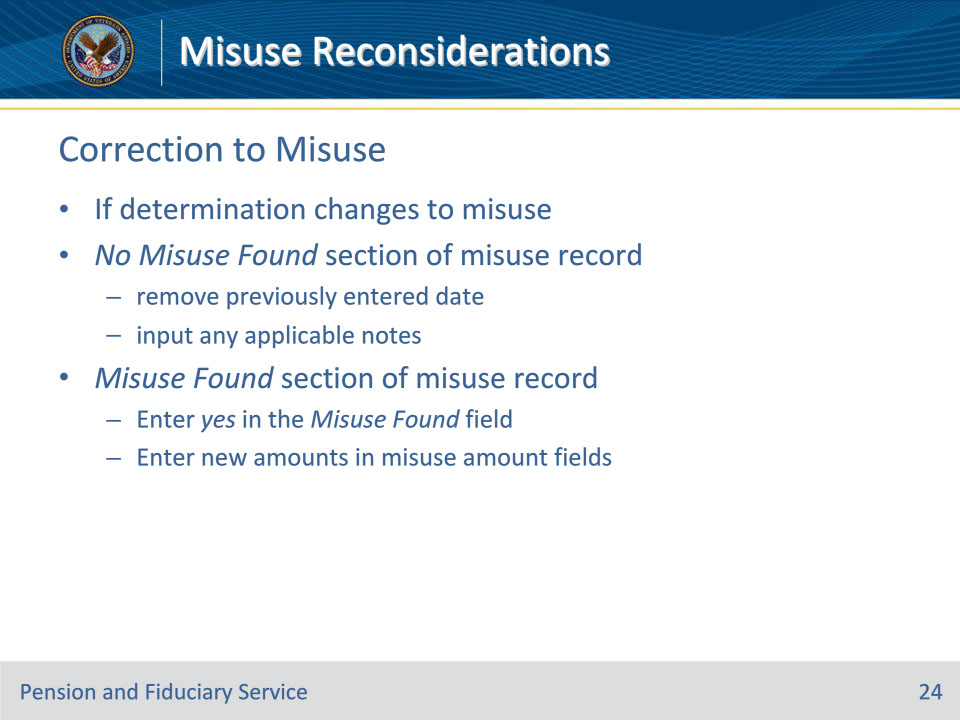 Misuse Reconsiderations
Correction to Misuse
• If determination changes to misuse
• No Misuse Found section of misuse record
– remove previously entered date
– input any applicable notes
• Misuse Found section of misuse record
– Enter yes in the Misuse Found field
– Enter new amounts in misuse amount fields
Pension and Fiduciary Service
24